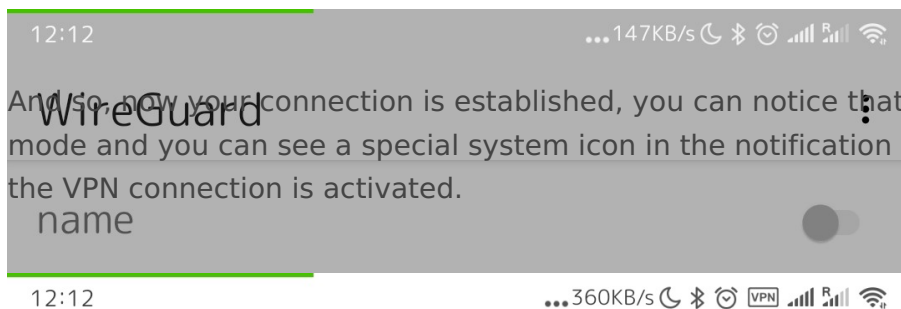 12:12 ...147KB/s R
WireGuard
And so, now your connection is established, you can notice that
mode and you can see a special system icon in the notification
the VPN connection is activated.
name
12:12 ...360KB/s VPN R